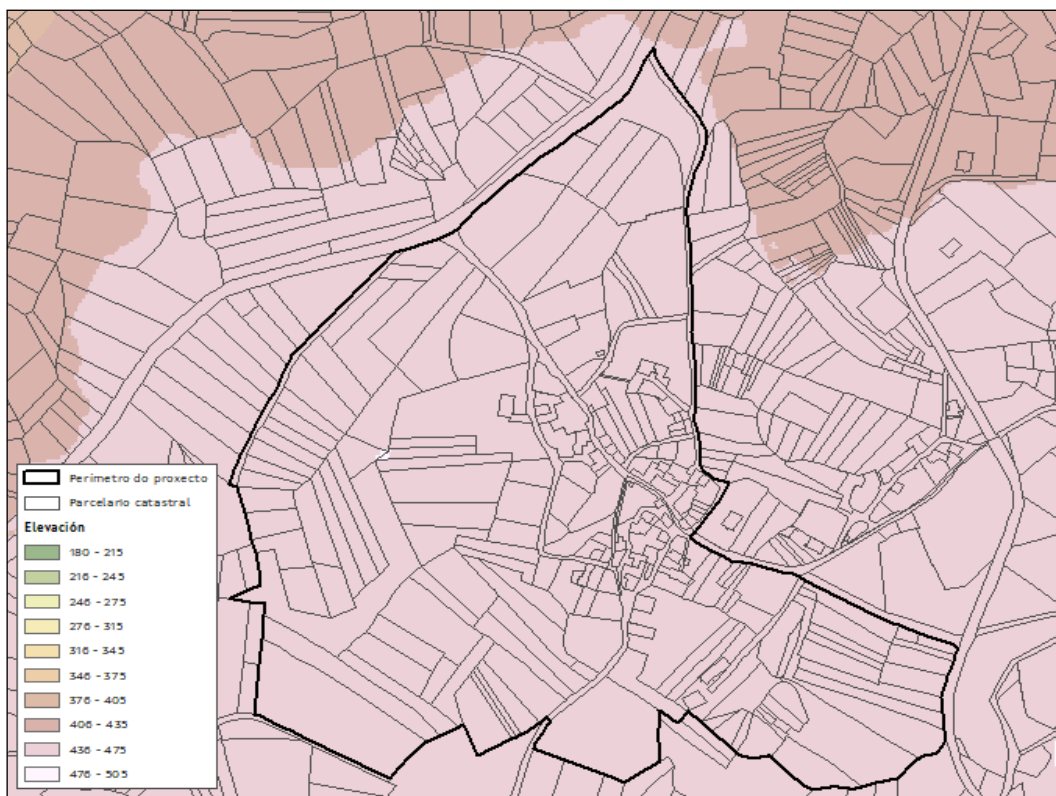 Perímetro do proxecto
Parcelario catastral
Elevación
180 - 215
216 - 245
246 - 275
276 - 315
316 - 345
346 - 375
376 - 405
406 - 435
436 - 475
476 - 505